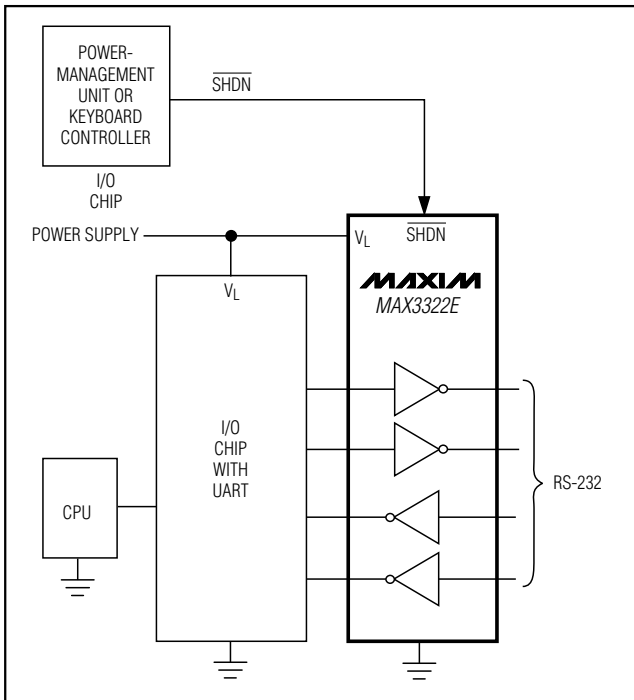 POWER-
MANAGEMENT
UNIT OR
KEYBOARD
CONTROLLER
SHDN
I/O
CHIP
POWER SUPPLY
VL
SHDN
VL
MAXIM
MAX3322E
I/O
CHIP
WITH
UART
CPU
RS-232